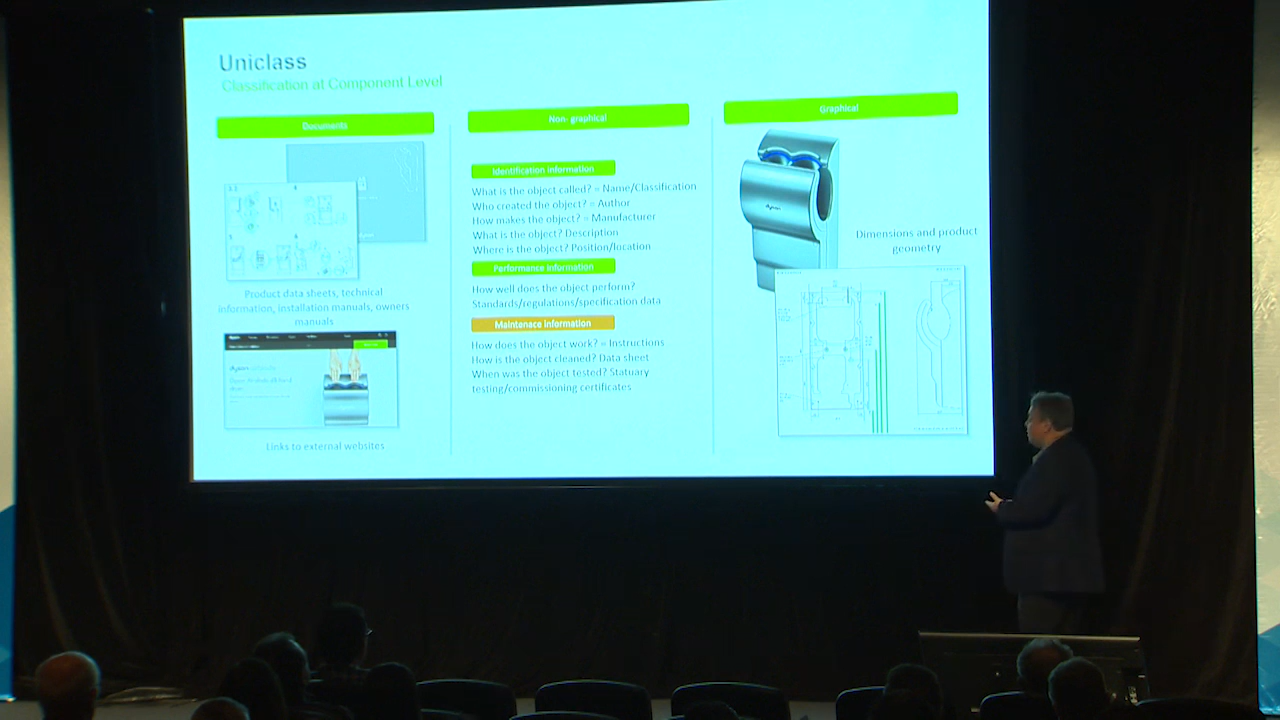 Uniclass
Classification at Component Level
Documents
Product data sheets, technical
information, installation manuals, owners
manuals
Links to external websites
Non- graphical
Identification information
What is the object called? = Name/Classification
Who created the object? = Author
How makes the object? = Manufacturer
What is the object? Description
Where is the object? Position/location
Performance information
How well does the object perform?
Standards/regulations/specification data
Maintenace information
How does the object work? = Instructions
How is the object cleaned? Data sheet
When was the object tested? Statuary
testing/commissioning certificates
Graphical
dyson
Dimensions and product
geometry